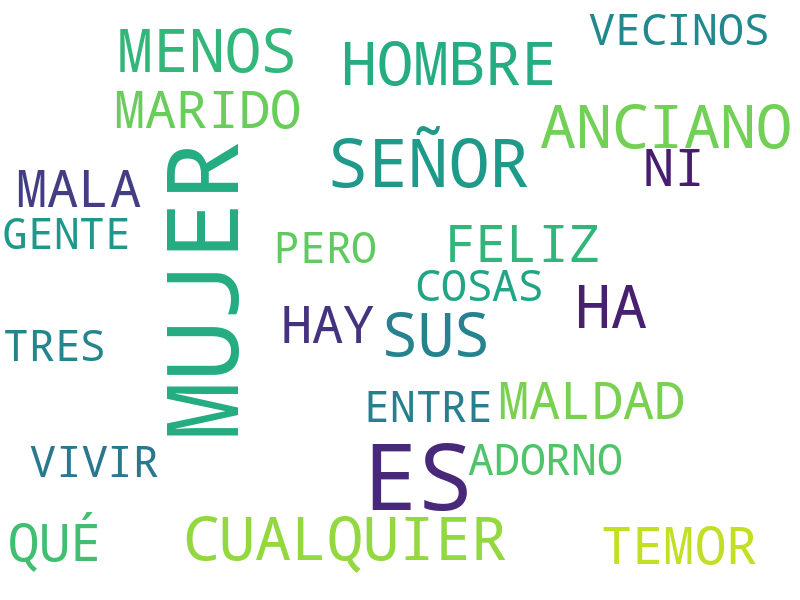 VECINOS
MENOS
HOMBRE
MARIDO
ANCIANO
SEÑOR
NI
MUJER
MALA
GENTE
PERO
FELIZ
COSAS
HA
HAY
SUS
TRES
ENTRE
MALDAD
VIVIR
ES
ADORNO
QUÉ
CUALQUIER
TEMOR